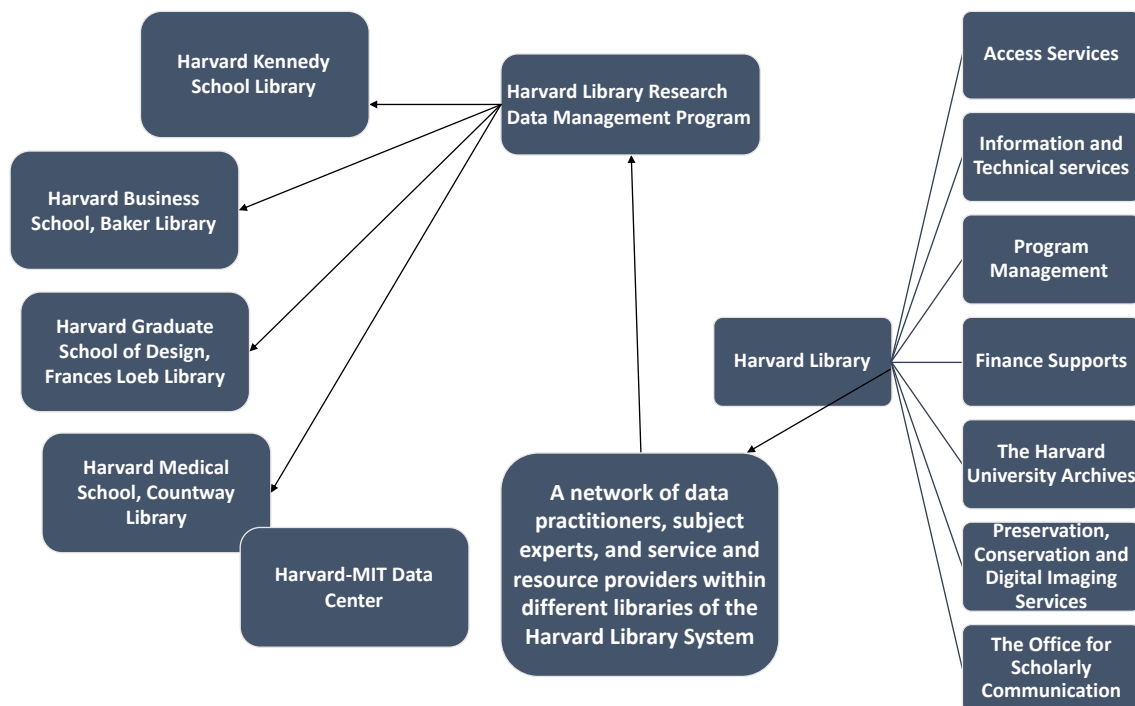 Harvard Kennedy
School Library
Harvard Business
School, Baker Library
Harvard Graduate
School of Design,
Frances Loeb Library
Harvard Medical
School, Countway
Library
Harvard-MIT Data
Center
Harvard Library Research
Data Management Program
A network of data
practitioners, subject
experts, and service and
resource providers within
different libraries of the
Harvard Library System
Harvard Library
Access Services
Information and
Technical services
Program
Management
Finance Supports
The Harvard
University Archives
Preservation,
Conservation and
Digital Imaging
Services
The Office for
Scholarly
Communication